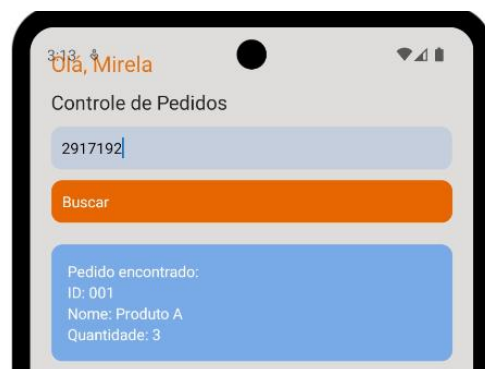 3:13
Olá, Mirela
Controle de Pedidos
2917192
Buscar
Pedido encontrado:
ID: 001
Nome: Produto A
Quantidade: 3